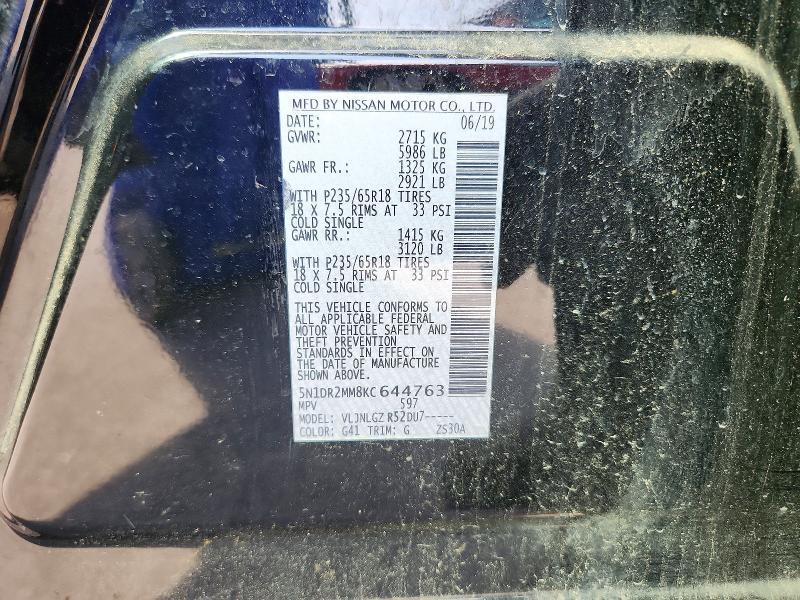 MFD BY NISSAN MOTOR CO., LTD.
DATE: 06/19
GVWR: 2715 KG
5986 LB
GAWR FR.: 1325 KG
2921 LB
WITH P235/65R18 TIRES
18 X 7.5 RIMS AT 33 PSI
COLD SINGLE
GAWR RR.: 1415 KG
3120 LB
WITH P235/65R18 TIRES
18 X 7.5 RIMS AT 33 PSI
COLD SINGLE
THIS VEHICLE CONFORMS TO
ALL APPLICABLE FEDERAL
MOTOR VEHICLE SAFETY AND
THEFT PREVENTION
STANDARDS IN EFFECT ON
THE DATE OF MANUFACTURE
SHOWN ABOVE.
5N1DR2MM8KC644763
MPV 597
MODEL: VLJNLGZ R52DU7-----
COLOR: G41 TRIM: G ZS30A